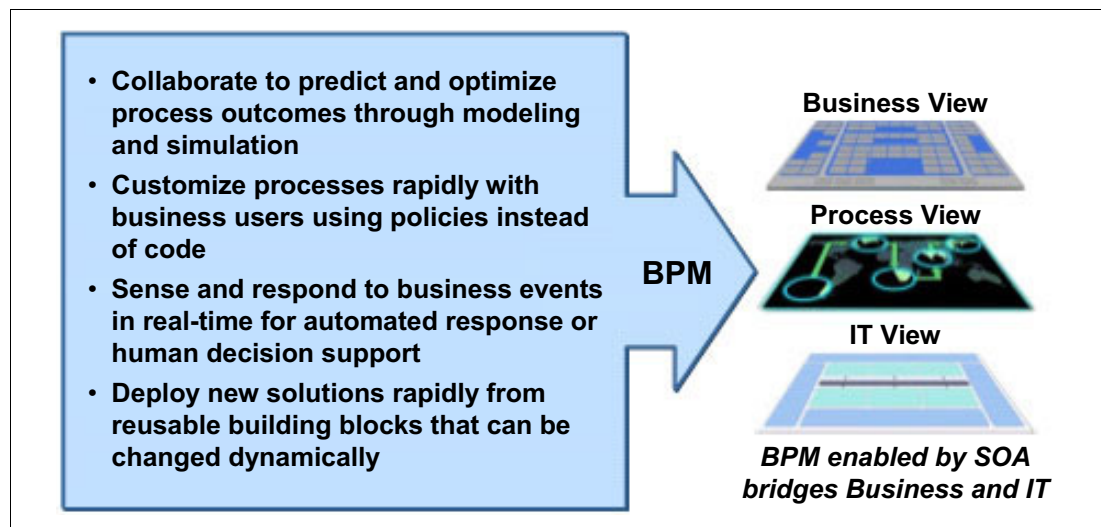 • Collaborate to predict and optimize
process outcomes through modeling
and simulation
• Customize processes rapidly with
business users using policies instead
of code
• Sense and respond to business events
in real-time for automated response or
human decision support
• Deploy new solutions rapidly from
reusable building blocks that can be
changed dynamically
BPM
Business View
Process View
IT View
BPM enabled by SOA
bridges Business and IT